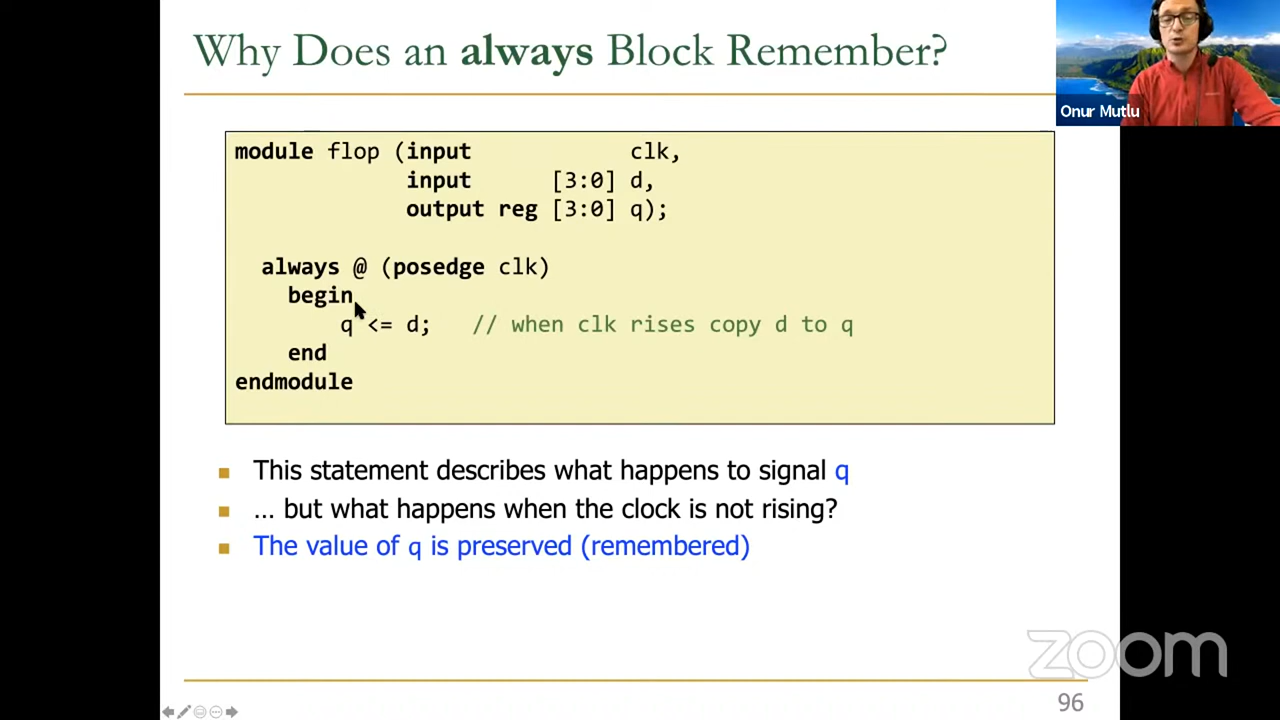 Why Does an always Block Remember?
Onur Mutlu
module flop (input clk,
input [3:0] d,
output reg [3:0] q);
always @ (posedge clk)
begin
q <= d; // when clk rises copy d to q
end
endmodule
This statement describes what happens to signal q
… but what happens when the clock is not rising?
The value of q is preserved (remembered)
zoom
96